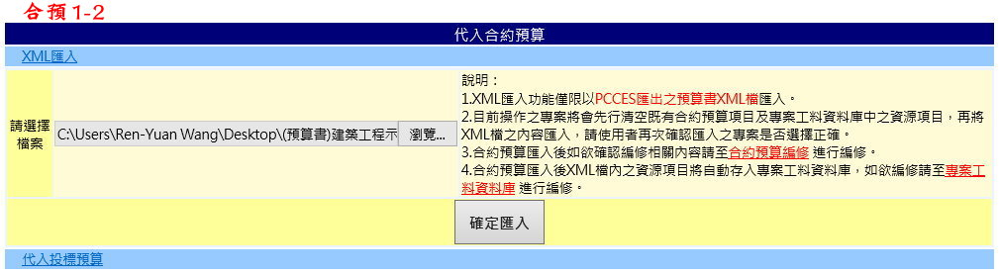 合預1-2
代入合約預算
XML匯入
請選擇
檔案
C:\Users\Ren-Yuan Wang\Desktop\(預算書)建築工程示
瀏覽...
說明：
1.XML匯入功能僅限以PCCES匯出之預算書XML檔匯入。
2.目前操作之專案將會先行清空既有合約預算項目及專案工料資料庫中之資源項目，再將
XML檔之內容匯入，請使用者再次確認匯入之專案是否選擇正確。
3.合約預算匯入後如欲確認編修相關內容請至合約預算編修 進行編修。
4.合約預算匯入後XML檔內之資源項目將自動存入專案工料資料庫，如欲編修請至專案工
料資料庫 進行編修。
確定匯入
代入投標預算